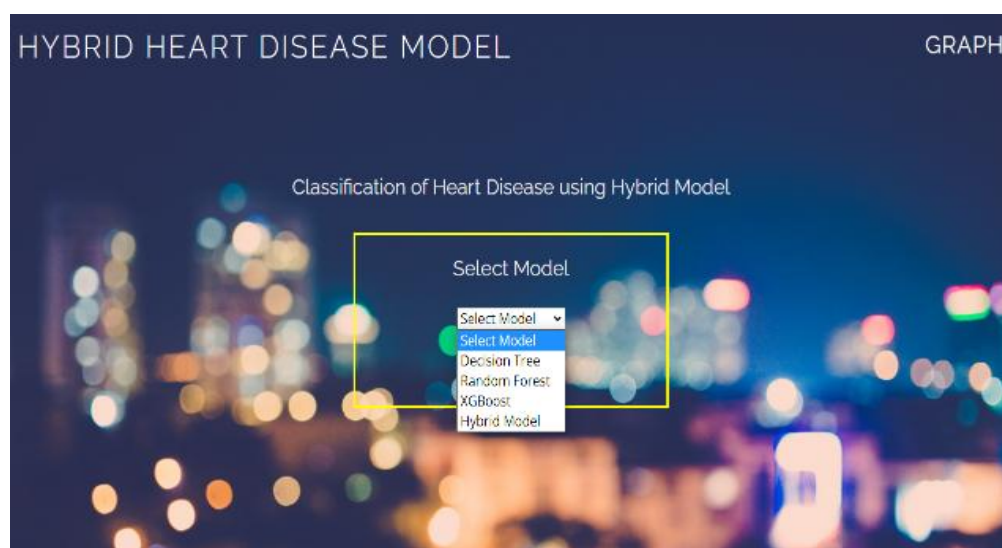 HYBRID HEART DISEASE MODEL
GRAPH
Classification of Heart Disease using Hybrid Model
Select Model
Select Model
Select Model
Decision Tree
Random Forest
XGBoost
Hybrid Model